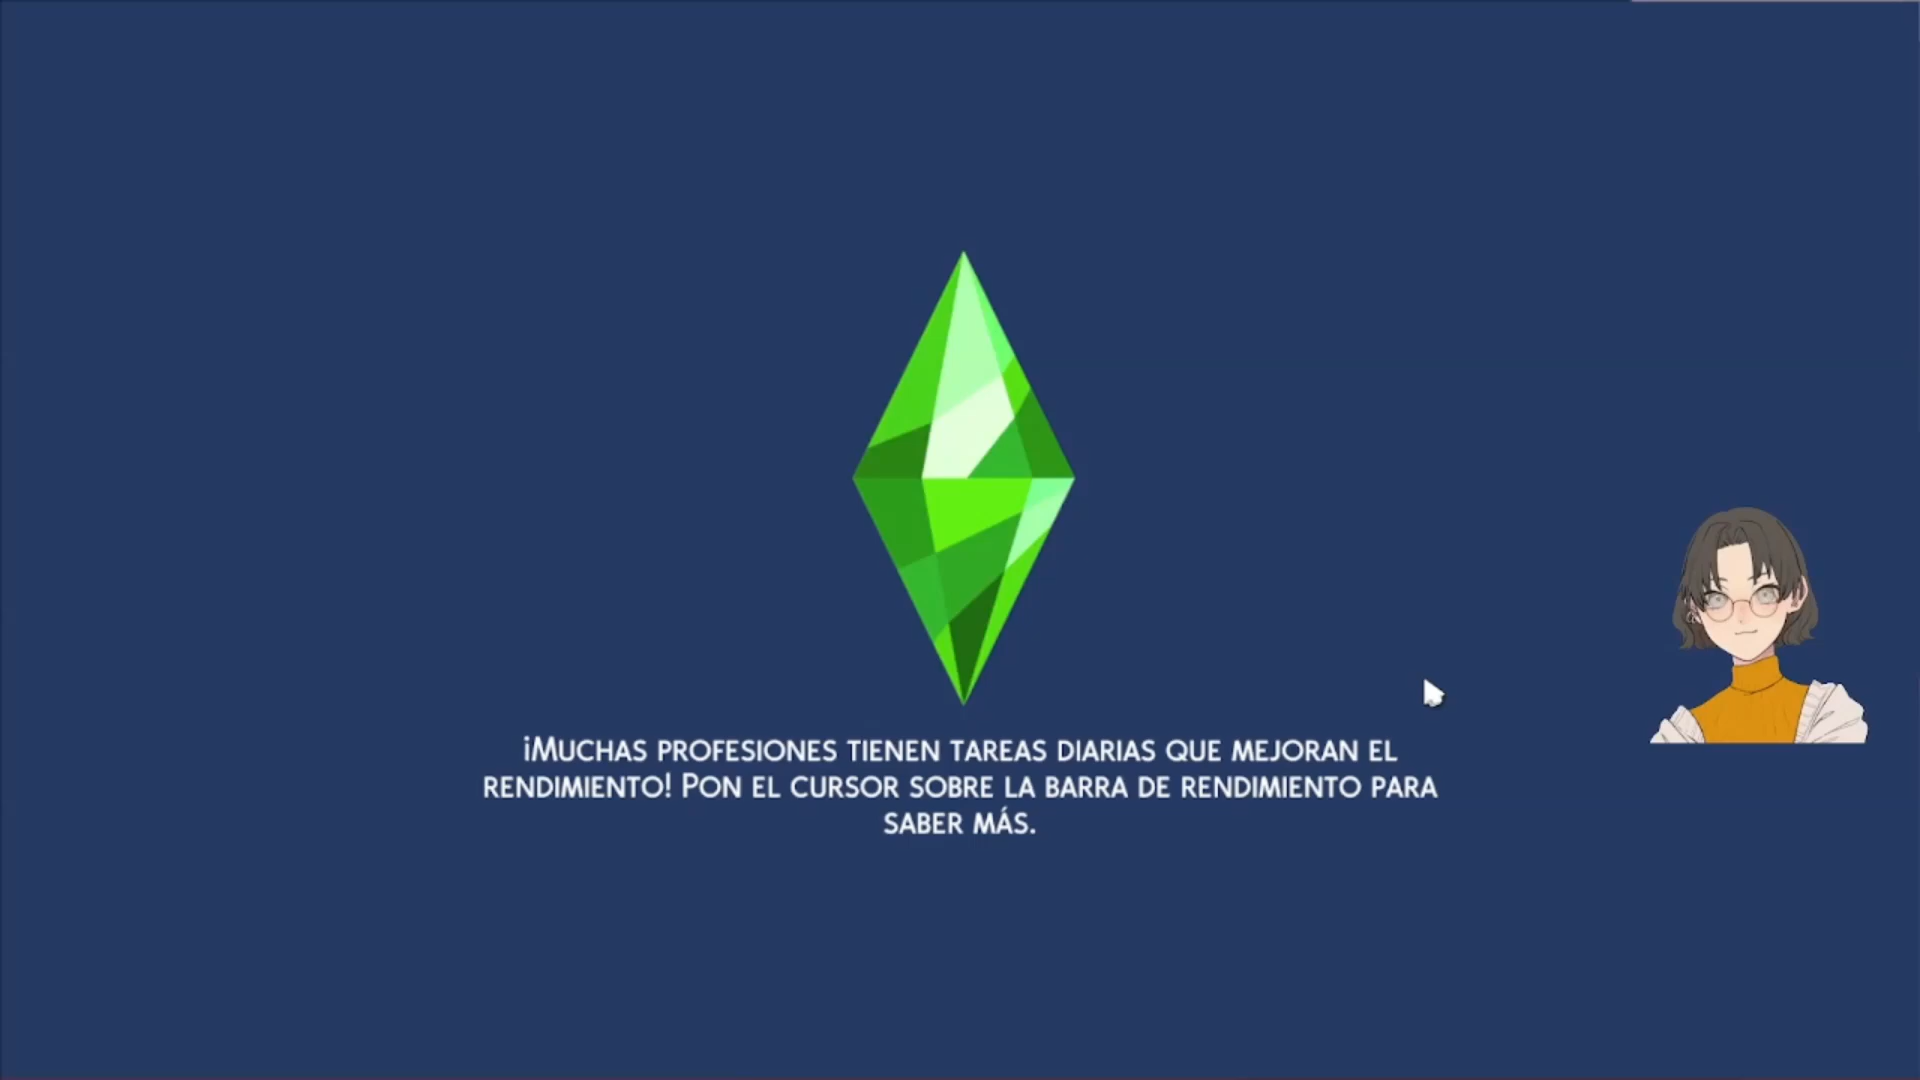 ¡Muchas profesiones tienen tareas diarias que mejoran el
rendimiento! Pon el cursor sobre la barra de rendimiento para
saber más.